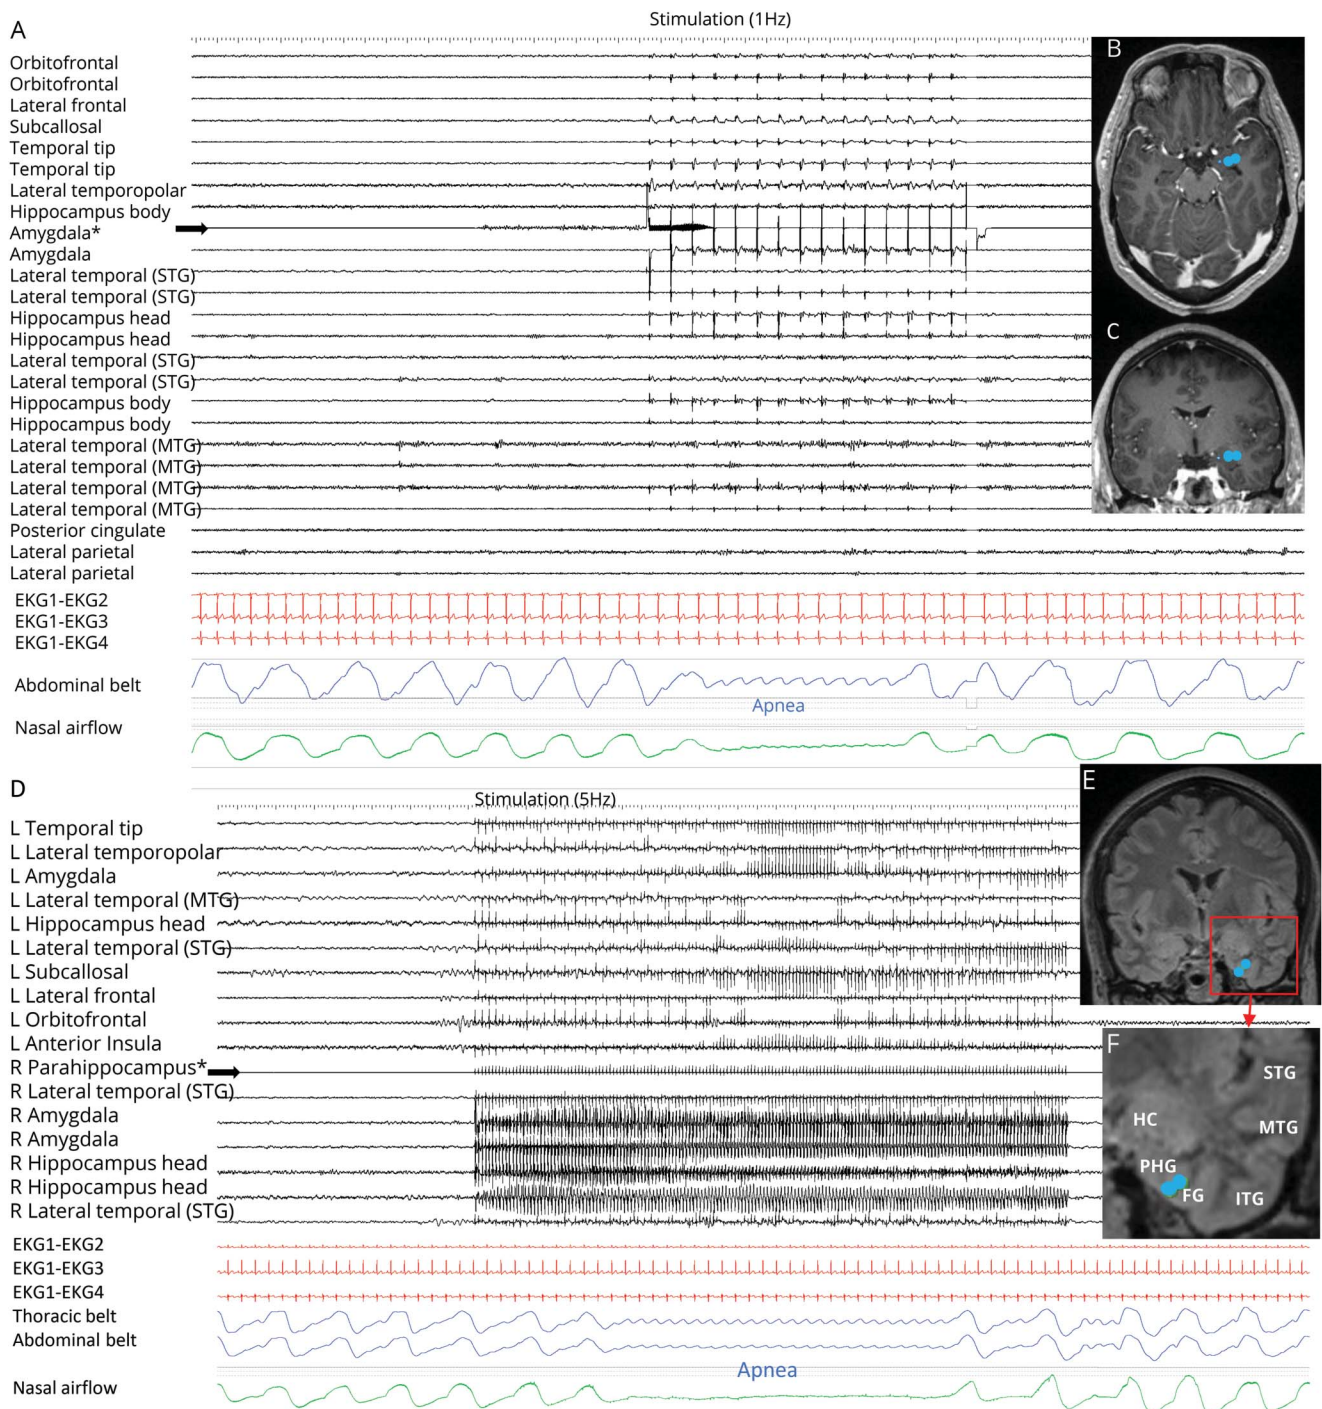 A
Stimulation (1Hz)
Orbitofrontal
Orbitofrontal
Lateral frontal
Subcallosal
Temporal tip
Temporal tip
Lateral temporopolar
Hippocampus body
Amygdala*
Amygdala
Lateral temporal (STG)
Lateral temporal (STG)
Hippocampus head
Hippocampus head
Lateral temporal (STG)
Lateral temporal (STG)
Hippocampus body
Hippocampus body
Lateral temporal (MTG)
Lateral temporal (MTG)
Lateral temporal (MTG)
Lateral temporal (MTG)
Posterior cingulate
Lateral parietal
Lateral parietal
EKG1-EKG2
EKG1-EKG3
EKG1-EKG4
Abdominal belt
Apnea
Nasal airflow
B
C
D
Stimulation (5Hz)
L Temporal tip
L Lateral temporopolar
L Amygdala
L Lateral temporal (MTG)
L Hippocampus head
L Lateral temporal (STG)
L Subcallosal
L Lateral frontal
L Orbitofrontal
L Anterior Insula
R Parahippocampus*
R Lateral temporal (STG)
R Amygdala
R Amygdala
R Hippocampus head
R Hippocampus head
R Lateral temporal (STG)
EKG1-EKG2
EKG1-EKG3
EKG1-EKG4
Thoracic belt
Abdominal belt
Apnea
Nasal airflow
E
F
STG
HC
MTG
PHG
FG
ITG